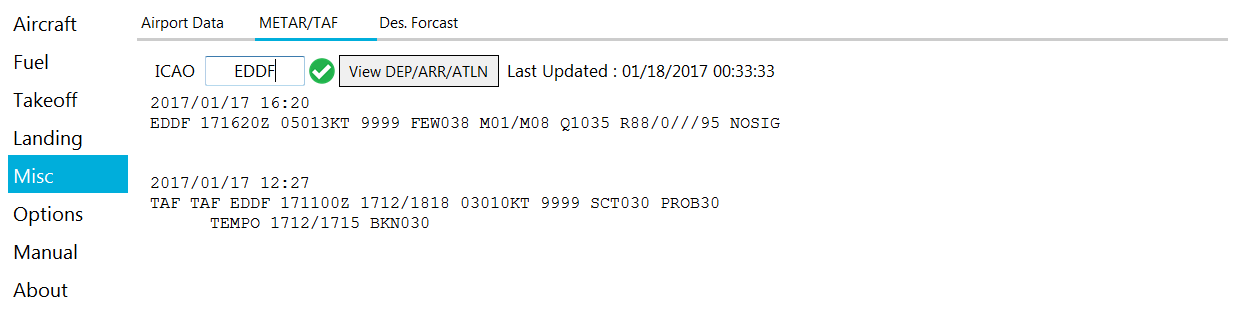 Aircraft
Fuel
Takeoff
Landing
Misc
Options
Manual
About
Airport Data METAR/TAF Des. Forcast
ICAO EDDF View DEP/ARR/ATLN Last Updated : 01/18/2017 00:33:33
2017/01/17 16:20
EDDF 171620Z 05013KT 9999 FEW038 M01/M08 Q1035 R88/0///95 NOSIG
2017/01/17 12:27
TAF TAF EDDF 171100Z 1712/1818 03010KT 9999 SCT030 PROB30
TEMPO 1712/1715 BKN030